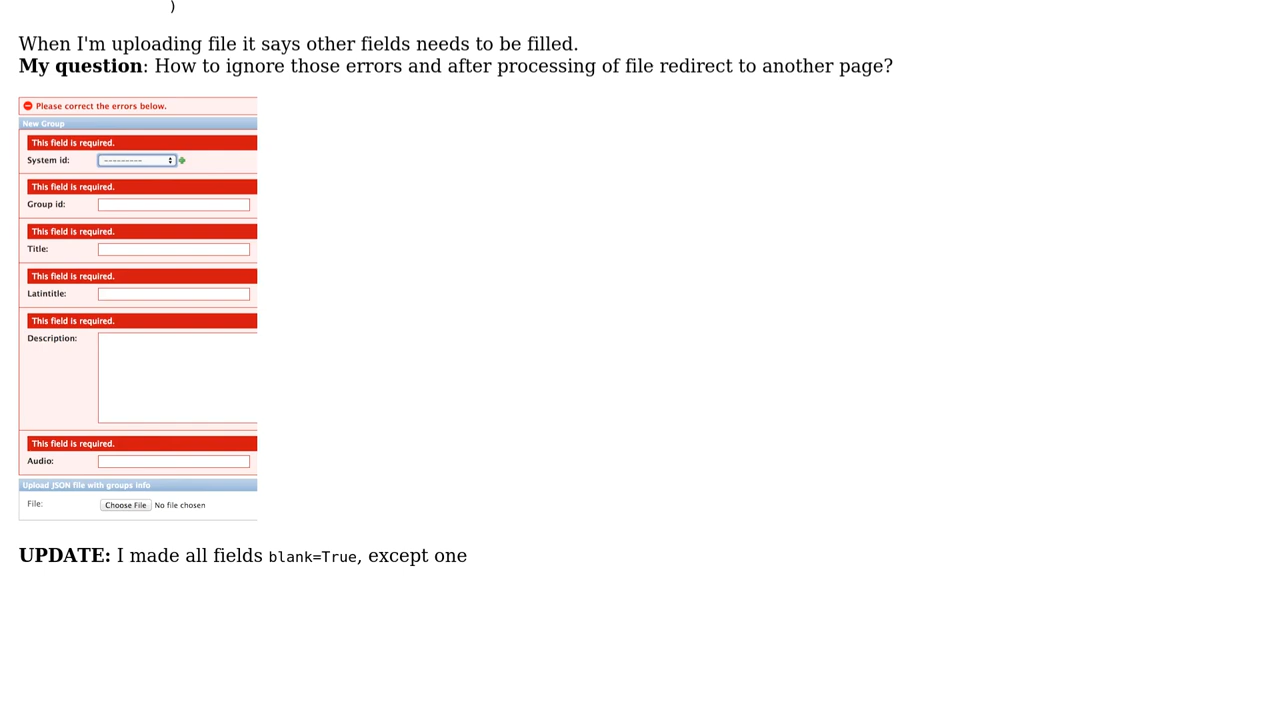 )
When I'm uploading file it says other fields needs to be filled.
My question: How to ignore those errors and after processing of file redirect to another page?
Please correct the errors below.
New Group
This field is required.
System id: ---------
This field is required.
Group id:
This field is required.
Title:
This field is required.
Latintitle:
This field is required.
Description:
This field is required.
Audio:
Upload JSON file with groups info
File: Choose File No file chosen
UPDATE: I made all fields blank=True, except one